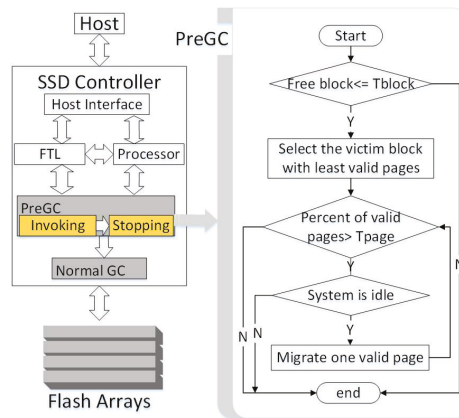 Host
SSD Controller
Host Interface
FTL
Processor
PreGC
Invoking
Stopping
Normal GC
Flash Arrays
PreGC
Start
Free block<= Tblock
Y
Select the victim block
with least valid pages
Percent of valid
pages> Tpage
N
Y
System is idle
N
N
Y
Migrate one valid page
end